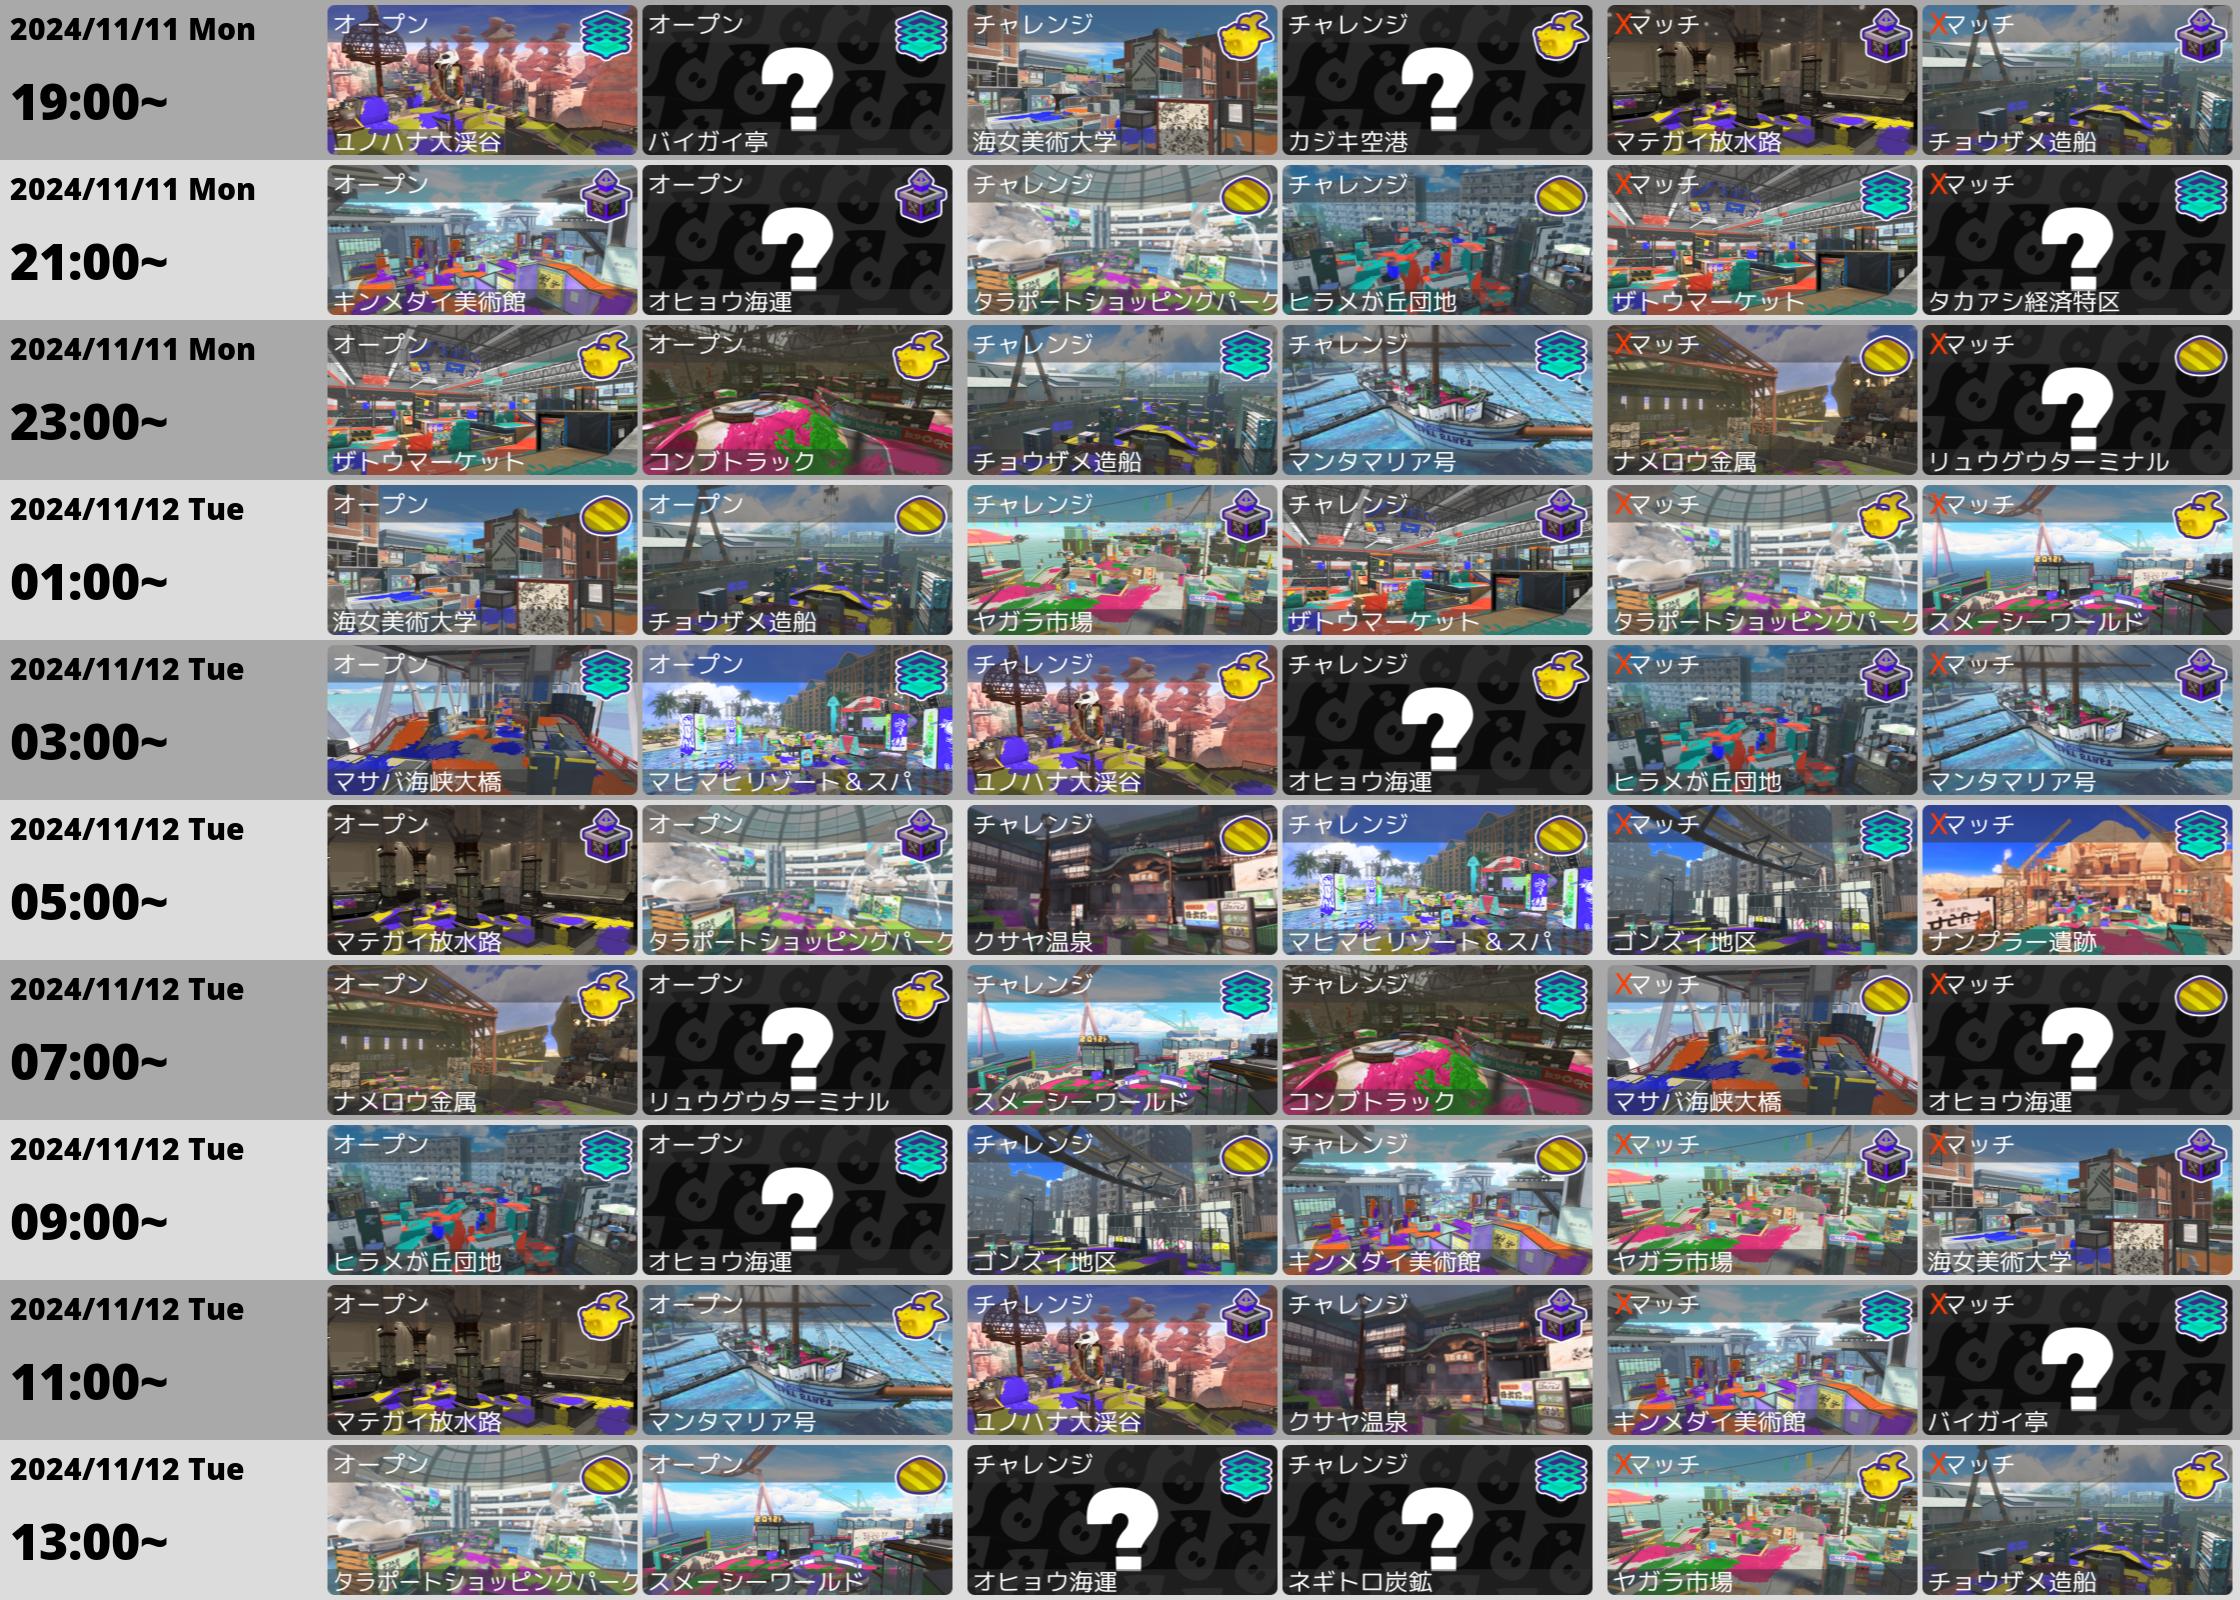 2024/11/11 Mon
19:00~
オープン
オープン
チャレンジ
チャレンジ
Xマッチ
Xマッチ
ユノハナ大渓谷
バイガイ亭
海女美術大学
カジキ空港
マテガイ放水路
チョウザメ造船
2024/11/11 Mon
21:00~
オープン
オープン
チャレンジ
チャレンジ
Xマッチ
Xマッチ
キンメダイ美術館
オヒョウ海運
タラポートショッピングパーク
ヒラメが丘団地
ザトウマーケット
タカアシ経済特区
2024/11/11 Mon
23:00~
オープン
オープン
チャレンジ
チャレンジ
Xマッチ
Xマッチ
ザトウマーケット
コンブトラック
チョウザメ造船
マンタマリア号
ナメロウ金属
リュウグウターミナル
2024/11/12 Tue
01:00~
オープン
オープン
チャレンジ
チャレンジ
Xマッチ
Xマッチ
海女美術大学
チョウザメ造船
ヤガラ市場
ザトウマーケット
タラポートショッピングパーク
スメーシーワールド
2024/11/12 Tue
03:00~
オープン
オープン
チャレンジ
チャレンジ
Xマッチ
Xマッチ
マサバ海峡大橋
マヒマヒリゾート＆スパ
ユノハナ大渓谷
オヒョウ海運
ヒラメが丘団地
マンタマリア号
2024/11/12 Tue
05:00~
オープン
オープン
チャレンジ
チャレンジ
Xマッチ
Xマッチ
マテガイ放水路
タラポートショッピングパーク
クサヤ温泉
マヒマヒリゾート＆スパ
ゴンズイ地区
ナンプラー遺跡
2024/11/12 Tue
07:00~
オープン
オープン
チャレンジ
チャレンジ
Xマッチ
Xマッチ
ナメロウ金属
リュウグウターミナル
スメーシーワールド
コンブトラック
マサバ海峡大橋
オヒョウ海運
2024/11/12 Tue
09:00~
オープン
オープン
チャレンジ
チャレンジ
Xマッチ
Xマッチ
ヒラメが丘団地
オヒョウ海運
ゴンズイ地区
キンメダイ美術館
ヤガラ市場
海女美術大学
2024/11/12 Tue
11:00~
オープン
オープン
チャレンジ
チャレンジ
Xマッチ
Xマッチ
マテガイ放水路
マンタマリア号
ユノハナ大渓谷
クサヤ温泉
キンメダイ美術館
バイガイ亭
2024/11/12 Tue
13:00~
オープン
オープン
チャレンジ
チャレンジ
Xマッチ
Xマッチ
タラポートショッピングパーク
スメーシーワールド
オヒョウ海運
ネギトロ炭鉱
ヤガラ市場
チョウザメ造船